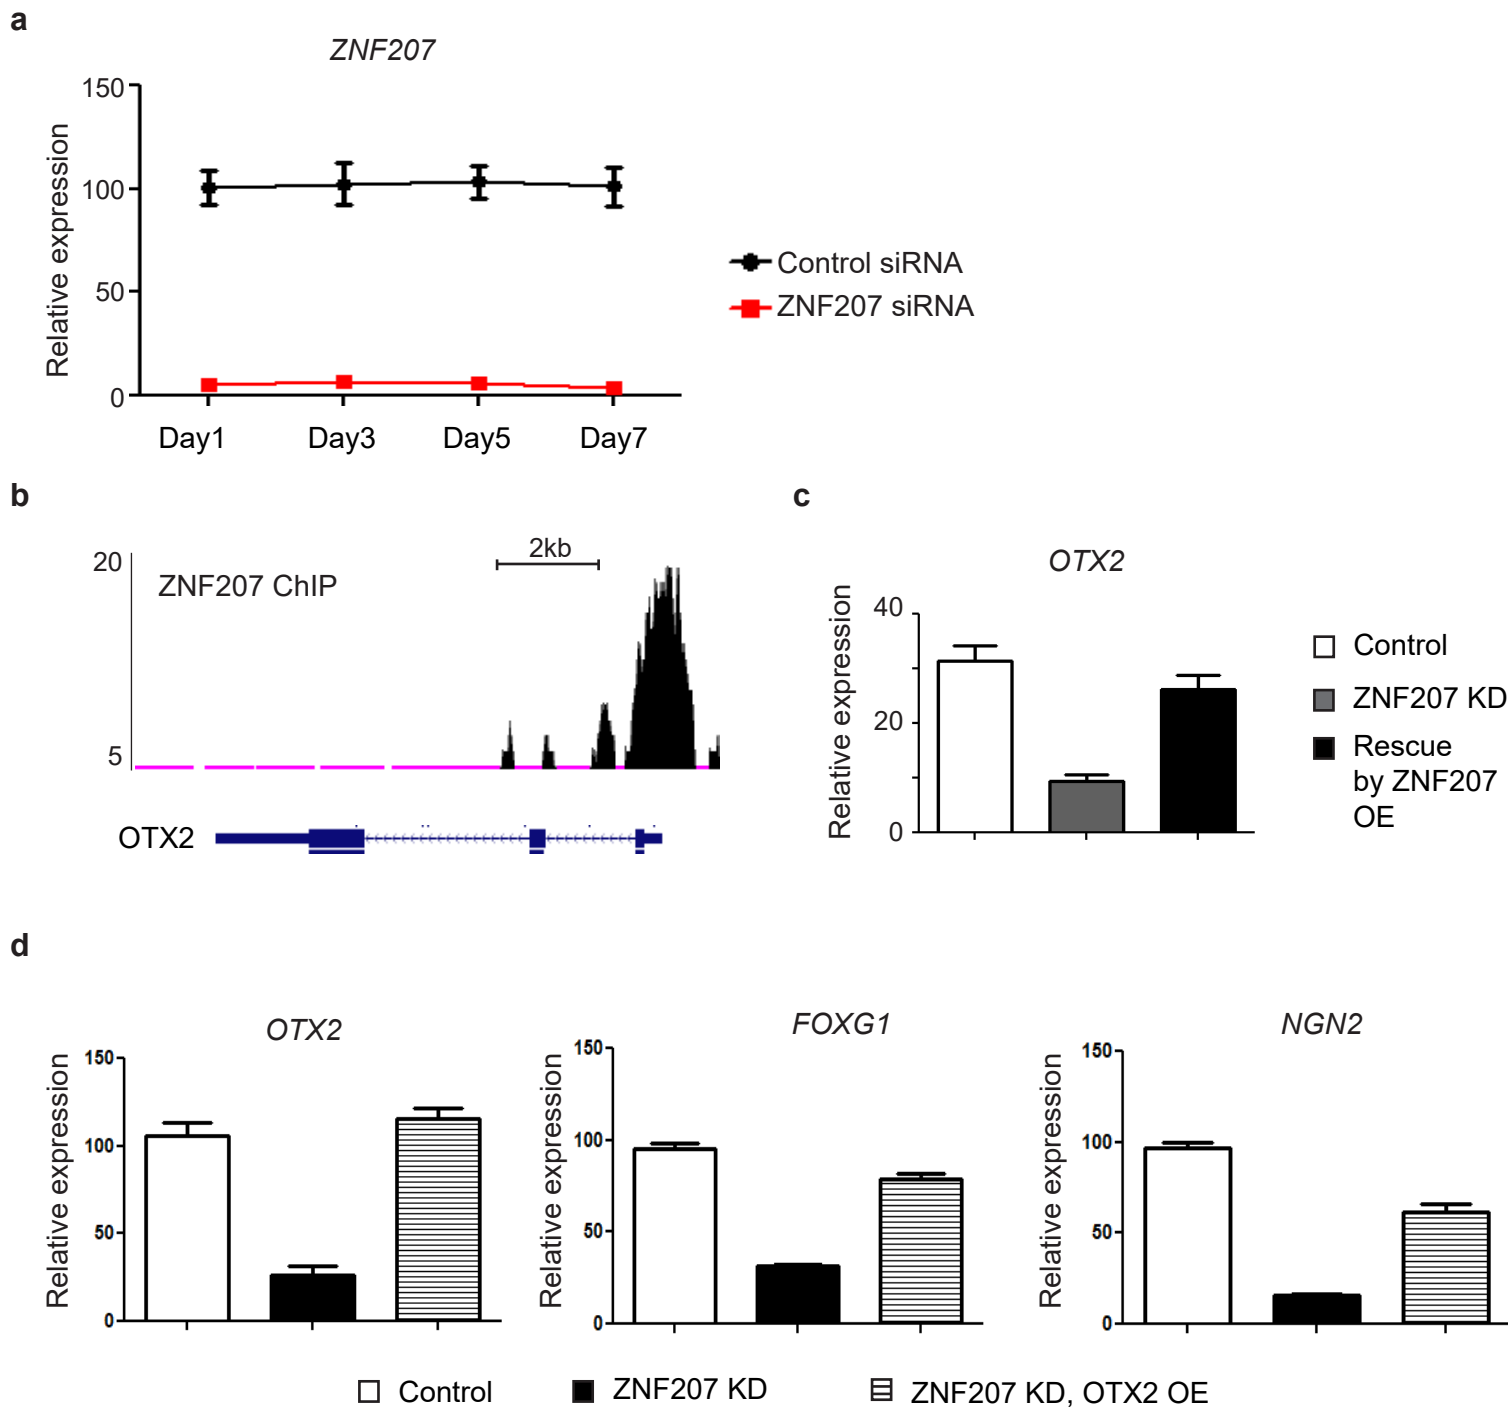 a
ZNF207
150
100
50
0
Relative expression
Day1 Day3 Day5 Day7
Control siRNA
ZNF207 siRNA
b
20
5
ZNF207 ChIP
2kb
OTX2
c
OTX2
40
20
0
Relative expression
Control
ZNF207 KD
Rescue
by ZNF207
OE
d
OTX2
150
100
50
0
Relative expression
FOXG1
150
100
50
0
Relative expression
NGN2
150
100
50
0
Relative expression
Control ZNF207 KD ZNF207 KD, OTX2 OE